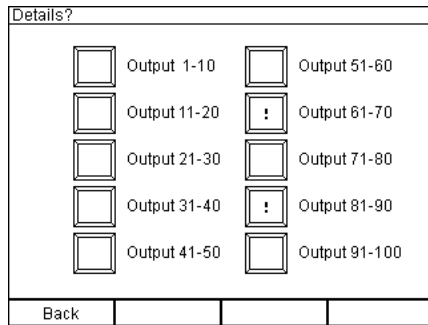 Details?
Output 1-10
Output 51-60
Output 11-20
! Output 61-70
Output 21-30
Output 71-80
Output 31-40
! Output 81-90
Output 41-50
Output 91-100
Back